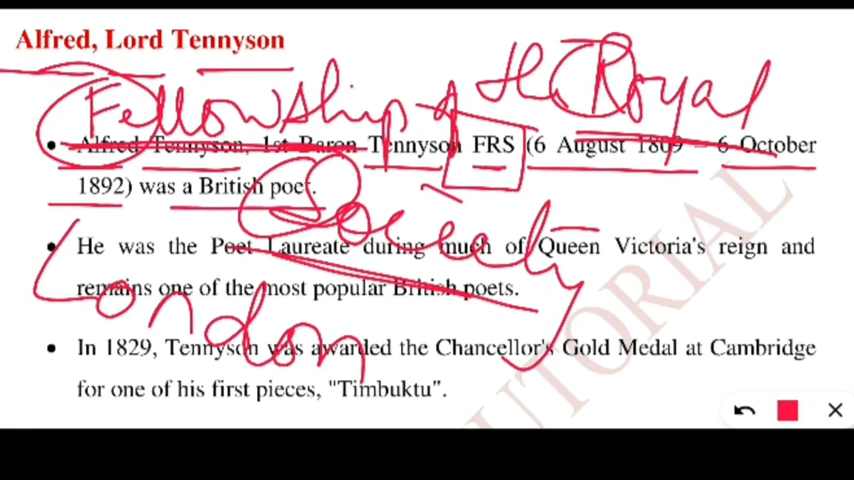 Alfred, Lord Tennyson
Fellowship of the Royal
• Alfred Tennyson, 1st Baron Tennyson FRS (6 August 1809 – 6 October
1892) was a British poet.
Socieaty
• He was the Poet Laureate during much of Queen Victoria's reign and
remains one of the most popular British poets.
London
• In 1829, Tennyson was awarded the Chancellor's Gold Medal at Cambridge
for one of his first pieces, "Timbuktu".
TUTORIAL